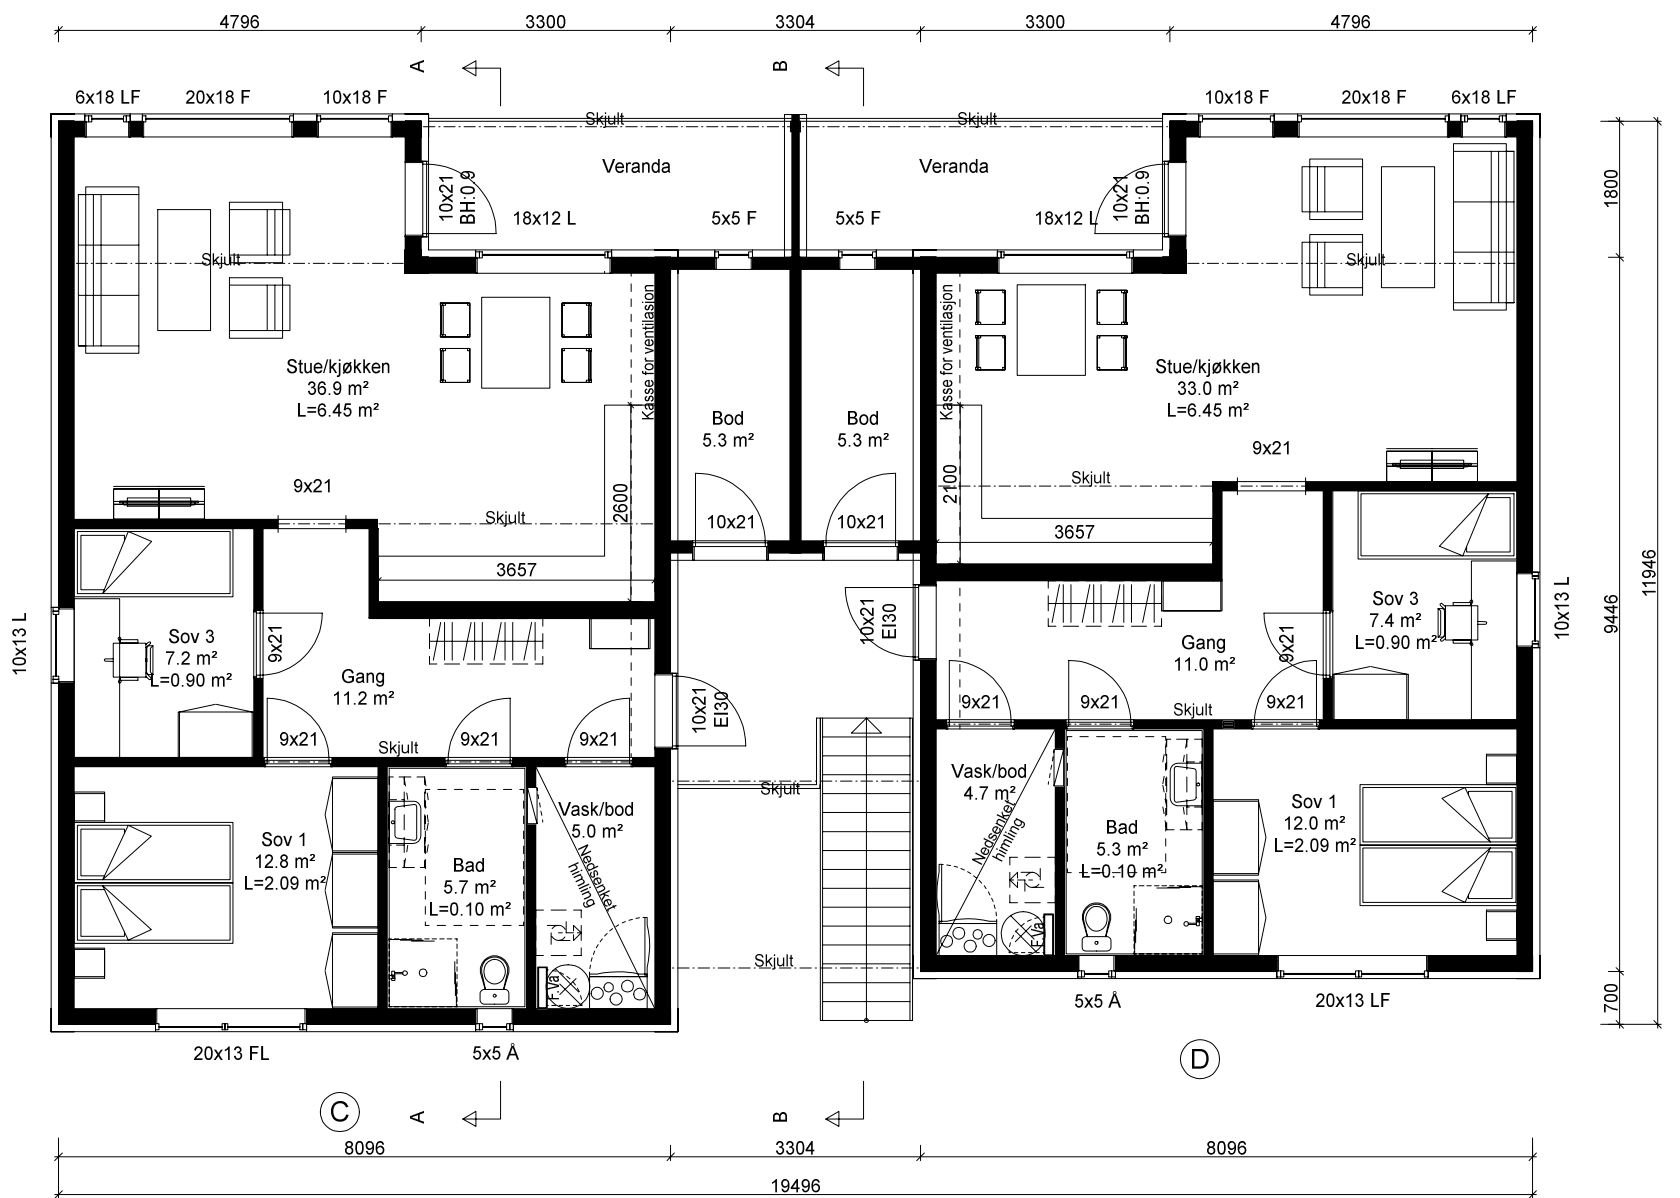 4796
3300
3304
3300
4796
A
B
6x18 LF
20x18 F
10x18 F
10x18 F
20x18 F
6x18 LF
Skjult
Skjult
Veranda
Veranda
10x21
BH:0.9
10x21
BH:0.9
18x12 L
5x5 F
5x5 F
18x12 L
1800
Skjult
Skjult
Kasse for ventilasjon
Kasse for ventilasjon
Stue/kjøkken
36.9 m²
L=6.45 m²
Stue/kjøkken
33.0 m²
L=6.45 m²
Bod
5.3 m²
Bod
5.3 m²
9x21
9x21
Skjult
Skjult
2600
2100
10x21
10x21
3657
3657
10x13 L
10x13 L
9446
11946
Sov 3
7.2 m²
L=0.90 m²
9x21
Gang
11.2 m²
10x21
EI30
10x21
EI30
Gang
11.0 m²
9x21
Sov 3
7.4 m²
L=0.90 m²
9x21
9x21
9x21
Skjult
9x21
9x21
9x21
Skjult
Skjult
Sov 1
12.8 m²
L=2.09 m²
Bad
5.7 m²
L=0.10 m²
Vask/bod
5.0 m²
Nedsenket
himling
F.Va
Vask/bod
4.7 m²
Nedsenket
himling
F.Va
Bad
5.3 m²
L=0.10 m²
Sov 1
12.0 m²
L=2.09 m²
Skjult
700
20x13 FL
5x5 Å
5x5 Å
20x13 LF
C
D
A
B
8096
3304
8096
19496